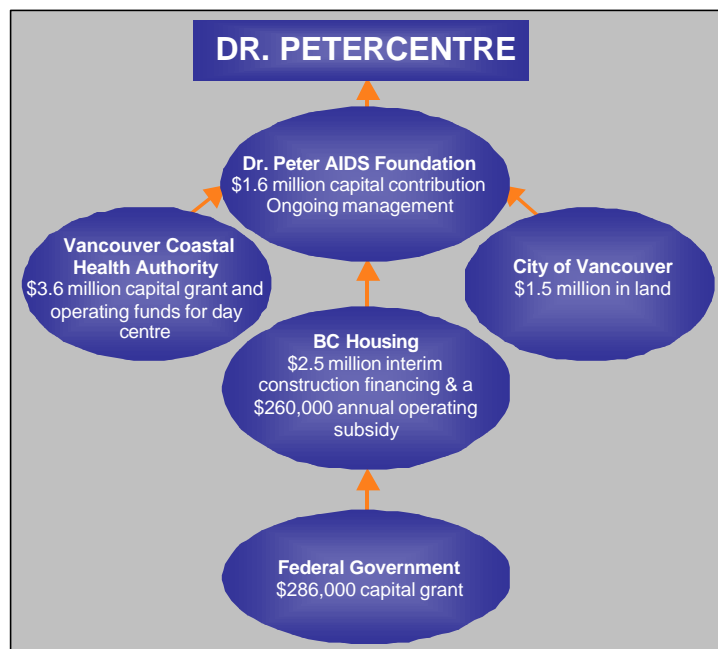 DR. PETERCENTRE
Dr. Peter AIDS Foundation
$1.6 million capital contribution
Ongoing management
Vancouver Coastal
Health Authority
$3.6 million capital grant and
operating funds for day
centre
City of Vancouver
$1.5 million in land
BC Housing
$2.5 million interim
construction financing & a
$260,000 annual operating
subsidy
Federal Government
$286,000 capital grant